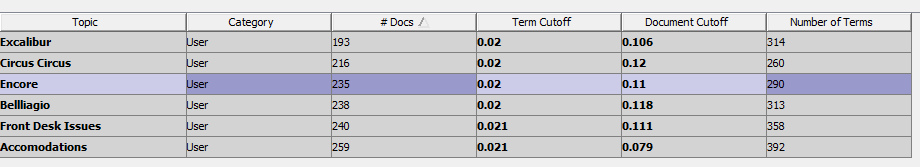 Topic Category # Docs Term Cutoff Document Cutoff Number of Terms
Excalibur User 193 0.02 0.106 314
Circus Circus User 216 0.02 0.12 260
Encore User 235 0.02 0.11 290
Bellliagio User 238 0.02 0.118 313
Front Desk Issues User 240 0.021 0.111 358
Accomodations User 259 0.021 0.079 392